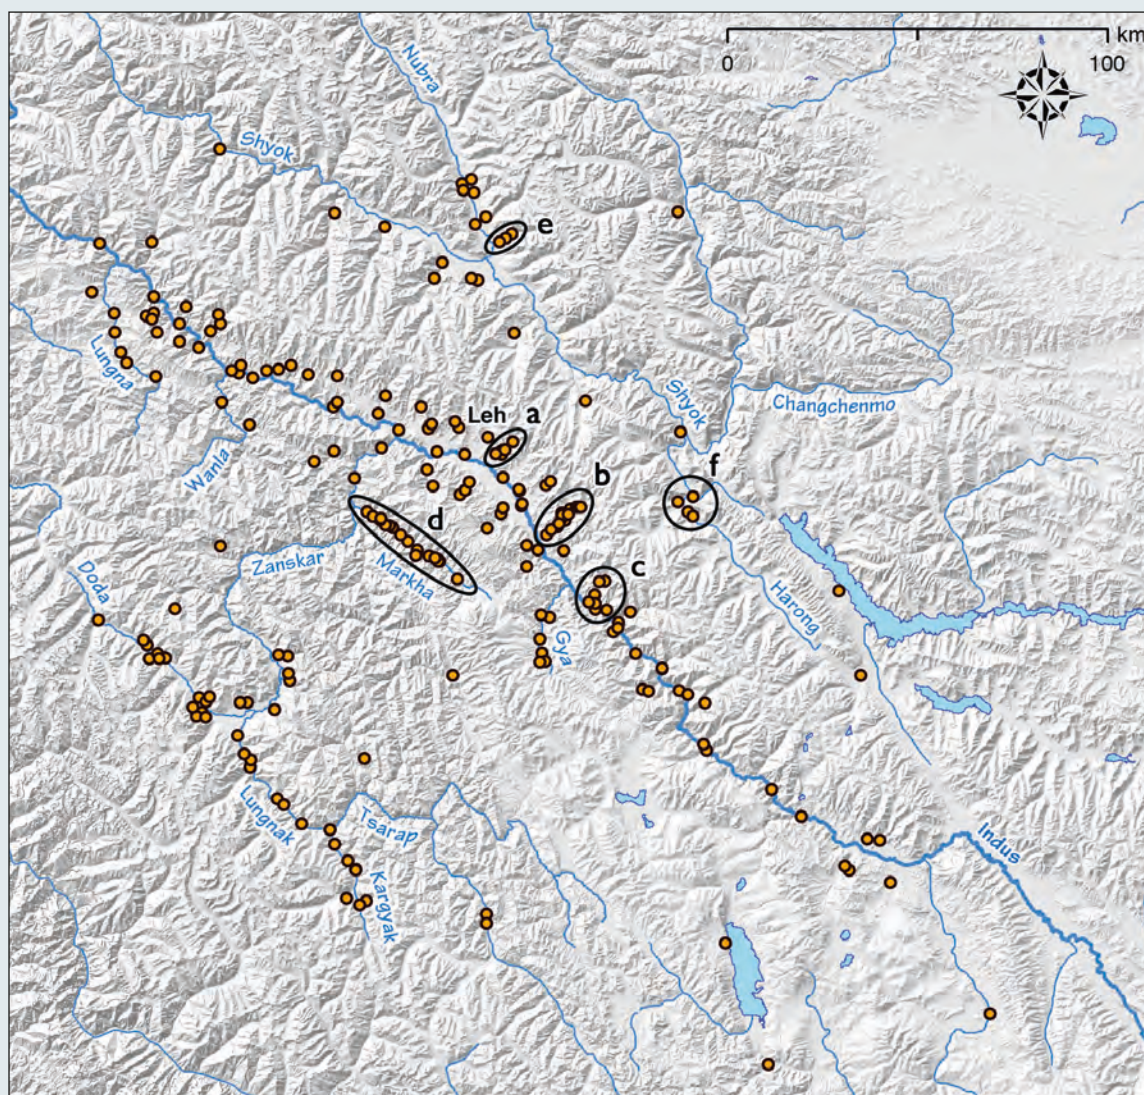 km
0
100
Nubra
Shyok
e
Lungna
Shyok
Changchenmo
Leh
a
Wanla
b
f
d
Zanskar
Markha
c
Doda
Harong
Gya
Lungnak
Tsarap
Indus
Kargyak